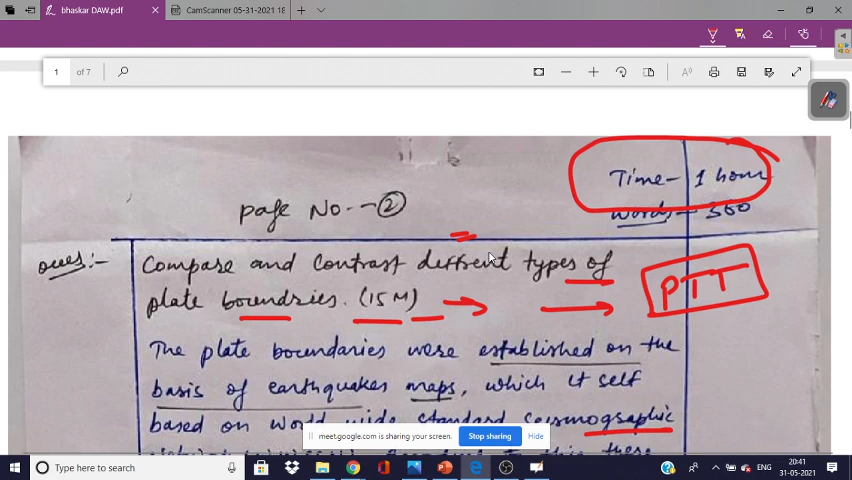 bhaskar DAW.pdf
CamScanner 05-31-2021 18
1 of 7
Time- 1 hour
Words- 360
page No.- 2
PTT
Ques:- Compare and contrast different types of
plate boundries. (15 M)
The plate boundaries were established on the
basis of earthquakes maps, which it self
based on world wide standard seismographic
meet.google.com is sharing your screen.
Stop sharing
Hide
Type here to search
ENG
20:41
31-05-2021